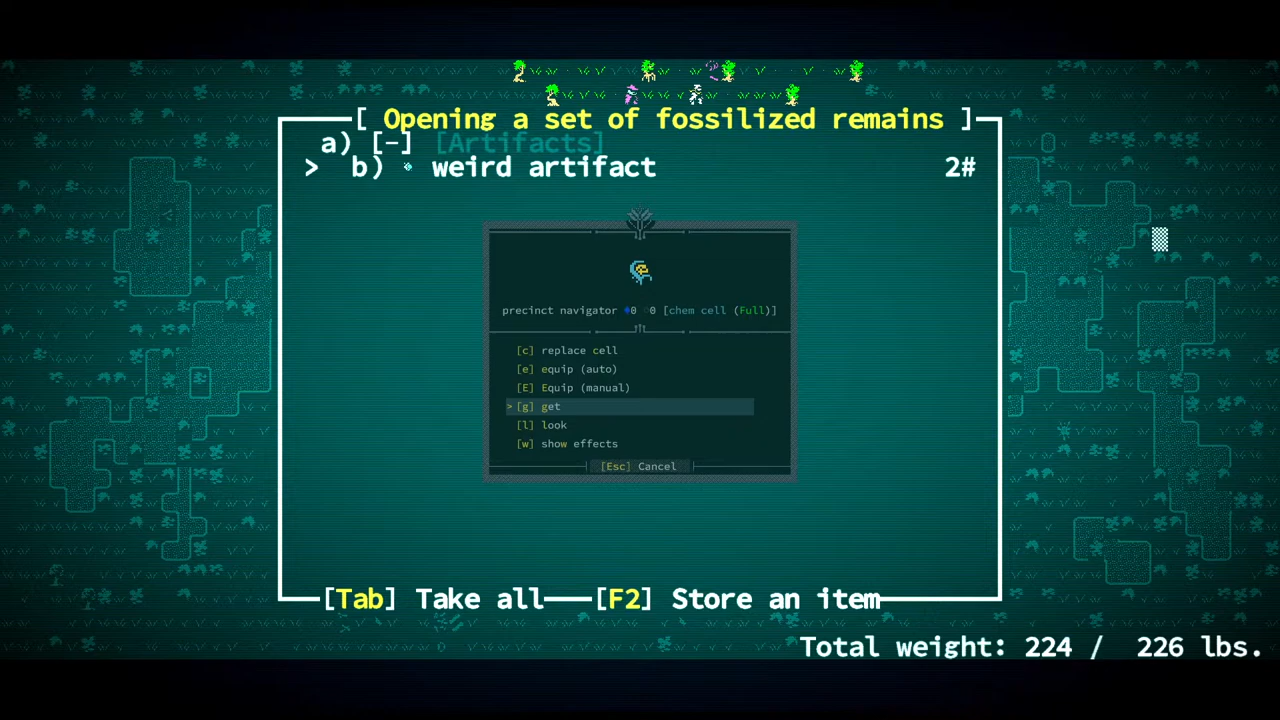 [ Opening a set of fossilized remains ]
a) [-] [Artifacts]
> b) weird artifact 2#
precinct navigator 0 0 [chem cell (Full)]
[c] replace cell
[e] equip (auto)
[E] Equip (manual)
>[g] get
[l] look
[w] show effects
[Esc] Cancel
[Tab] Take all [F2] Store an item
Total weight: 224 / 226 lbs.